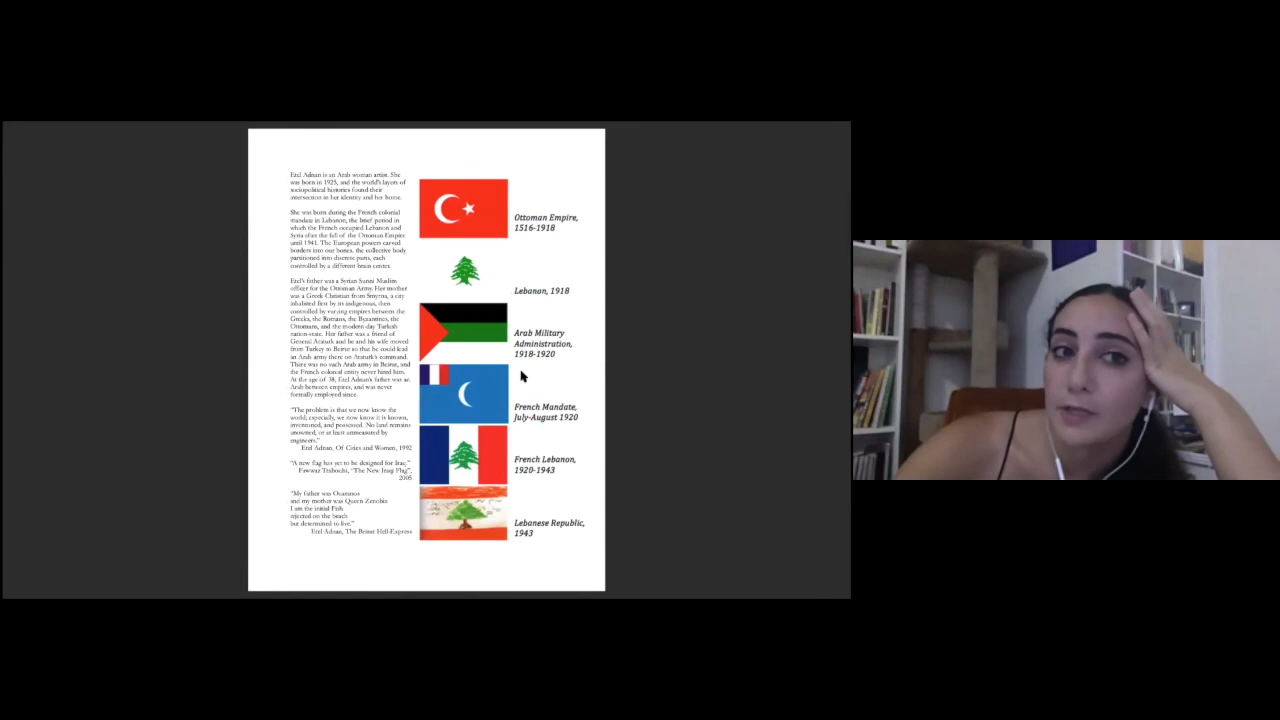 Etel Adnan is an Arab woman artist. She
was born in 1925, and the world's layers of
sociopolitical histories found their
intersection in her identity and her home.
She was born during the French colonial
mandate in Lebanon, the brief period in
which the French occupied Lebanon and
Syria after the fall of the Ottoman Empire
until 1941. The European powers carved
borders into our bones, the collective body
partitioned into discrete parts, each
controlled by a different brain center.
Etel's father was a Syrian Sunni Muslim
officer for the Ottoman Army. Her mother
was a Greek Christian from Smyrna, a city
inhabited first by its indigenous, then
controlled by varying empires between the
Greeks, the Romans, the Byzantines, the
Ottomans, and the modern-day Turkish
nation-state. Her father was a friend of
General Ataturk and he and his wife moved
from Turkey to Beirut so that he could lead
an Arab army there on Ataturk's command.
There was no such Arab army in Beirut, and
the French colonial entity never hired him.
At the age of 38, Etel Adnan's father was an
Arab between empires, and was never
formally employed since.
"The problem is that we now know the
world; especially, we now know it is known,
inventoried, and possessed. No land remains
unowned, or at least unmeasured by
engineers."
Etel Adnan, Of Cities and Women, 1992
"A new flag has yet to be designed for Iraq."
Fawwaz Traboulsi, "The New Iraqi Flag",
2005
"My father was Ouranos
and my mother was Queen Zenobia
I am the initial Fish
rejected on the beach
but determined to live."
Etel Adnan, The Beirut Hell-Express
Ottoman Empire,
1516-1918
Lebanon, 1918
Arab Military
Administration,
1918-1920
French Mandate,
July-August 1920
French Lebanon,
1920-1943
Lebanese Republic,
1943